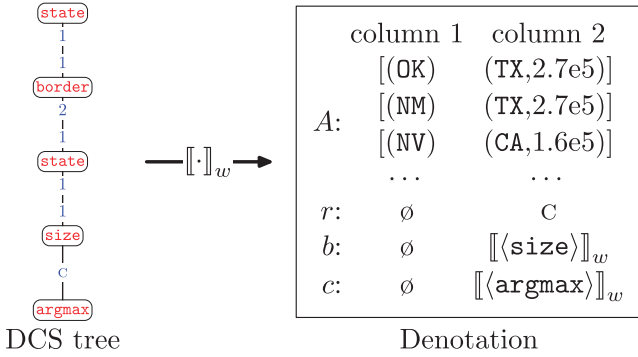 state
1
1
border
2
1
state
1
1
size
C
argmax
DCS tree
⟦·⟧w
column 1 column 2
A:
[(OK) (TX,2.7e5)]
[(NM) (TX,2.7e5)]
[(NV) (CA,1.6e5)]
... ...
r: ø C
b: ø ⟦⟨size⟩⟧w
c: ø ⟦⟨argmax⟩⟧w
Denotation